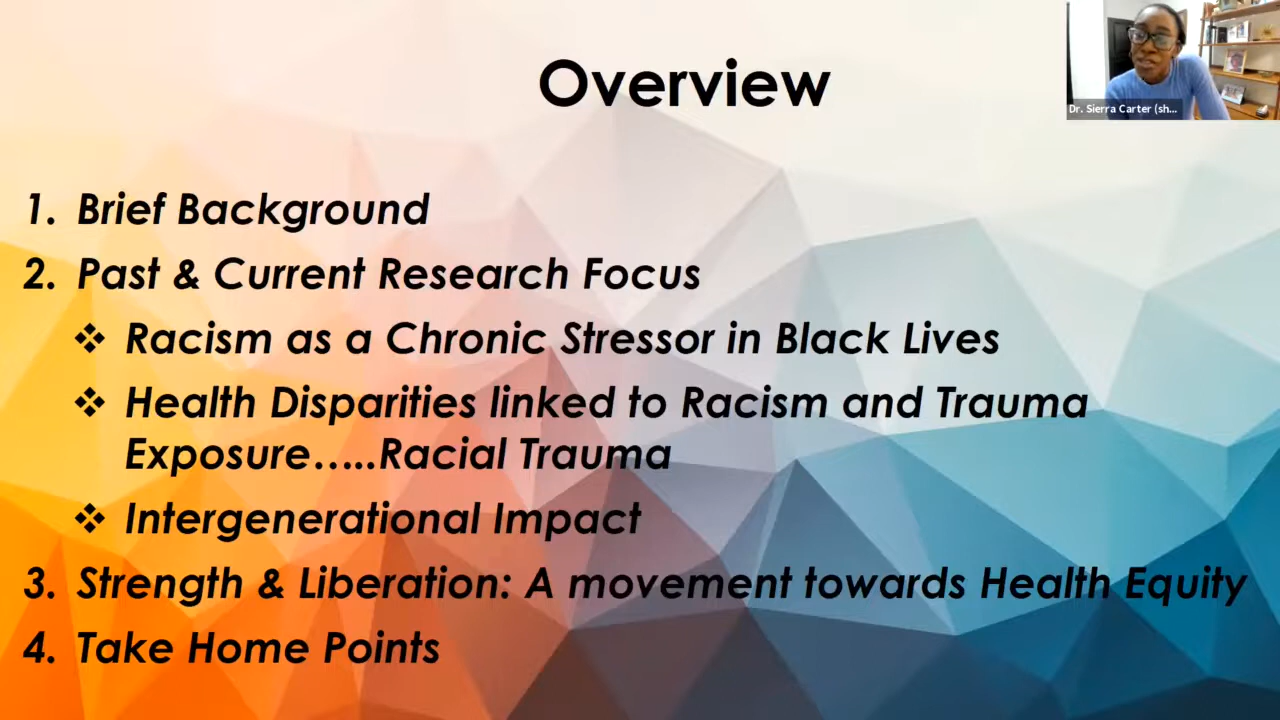 Overview
Dr. Sierra Carter (sh...
1. Brief Background
2. Past & Current Research Focus
❖ Racism as a Chronic Stressor in Black Lives
❖ Health Disparities linked to Racism and Trauma
Exposure.....Racial Trauma
❖ Intergenerational Impact
3. Strength & Liberation: A movement towards Health Equity
4. Take Home Points